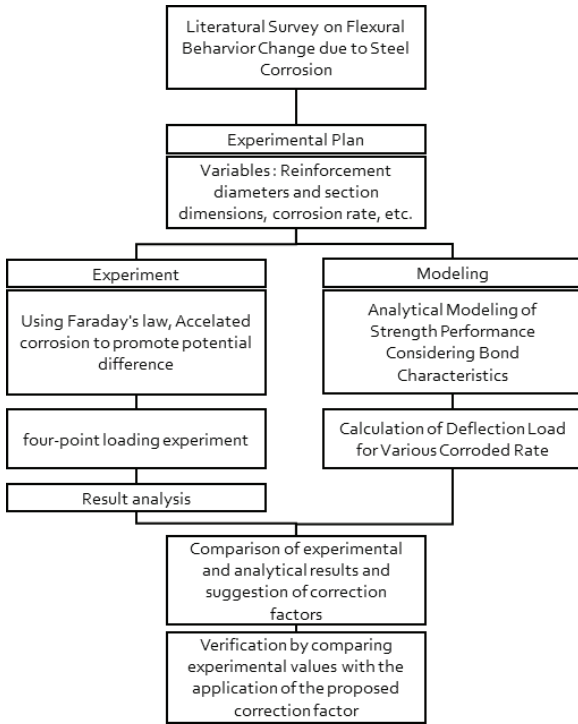 Literatural Survey on Flexural
Beharvior Change due to Steel
Corrosion
Experimental Plan
Variables : Reinforcement
diameters and section
dimensions, corrosion rate, etc.
Experiment
Using Faraday's law, Accelated
corrosion to promote potential
difference
four-point loading experiment
Result analysis
Modeling
Analytical Modeling of
Strength Performance
Considering Bond
Characteristics
Calculation of Deflection Load
for Various Corroded Rate
Comparison of experimental
and analytical results and
suggestion of correction
factors
Verification by comparing
experimental values with the
application of the proposed
correction factor